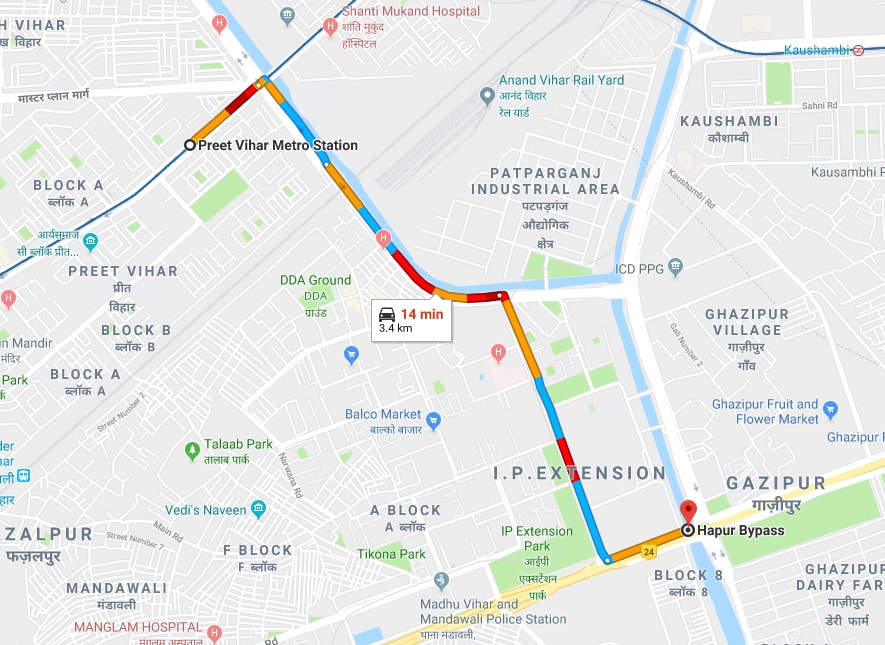 Shanti Mukand Hospital
शांति मुकुंद
हॉस्पिटल
H VIHAR
ख विहार
Kaushambi
Anand Vihar Rail Yard
आनंद विहार
रेल यार्ड
मास्टर प्लान मार्ग
Sahni Rd
KAUSHAMBI
कौशाम्बी
Preet Vihar Metro Station
PATPARGANJ
INDUSTRIAL AREA
पटपड़गंज
औद्योगिक
क्षेत्र
Kaushambi Rd
Kausambhi
BLOCK A
ब्लॉक A
आर्यसमाज
सी ब्लॉक प्रीत...
PREET VIHAR
प्रीत
विहार
ICD PPG
DDA Ground
DDA
ग्राउंड
14 min
3.4 km
GHAZIPUR
VILLAGE
गाज़ीपुर
गाँव
Gali Number 2
BLOCK B
ब्लॉक B
in Mandir
मंदिर
Park
BLOCK A
ब्लॉक A
Street Number 2
Balco Market
बाल्को बाजार
Ghazipur Fruit and
Flower Market
Ghazipur
Talaab Park
तालाब पार्क
Narwana Rd
I.P.EXTENSION
GAZIPUR
गाज़ीपुर
Vedi's Naveen
A BLOCK
A ब्लॉक
Main Rd
Street Number 7
AZALPUR
फज़लपुर
F BLOCK
F ब्लॉक
Tikona Park
IP Extension
Park
आईपी
एक्सटेंशन
पार्क
Hapur Bypass
24
BLOCK 8
ब्लॉक 8
GHAZIPUR
DAIRY FAR
गाज़ीपुर
डेरी फार्म
MANDAWALI
मंडावली
Madhu Vihar and
Mandawali Police Station
थाना मंडावली,
MANGLAM HOSPITAL
मंगलम अस्पताल
Rd